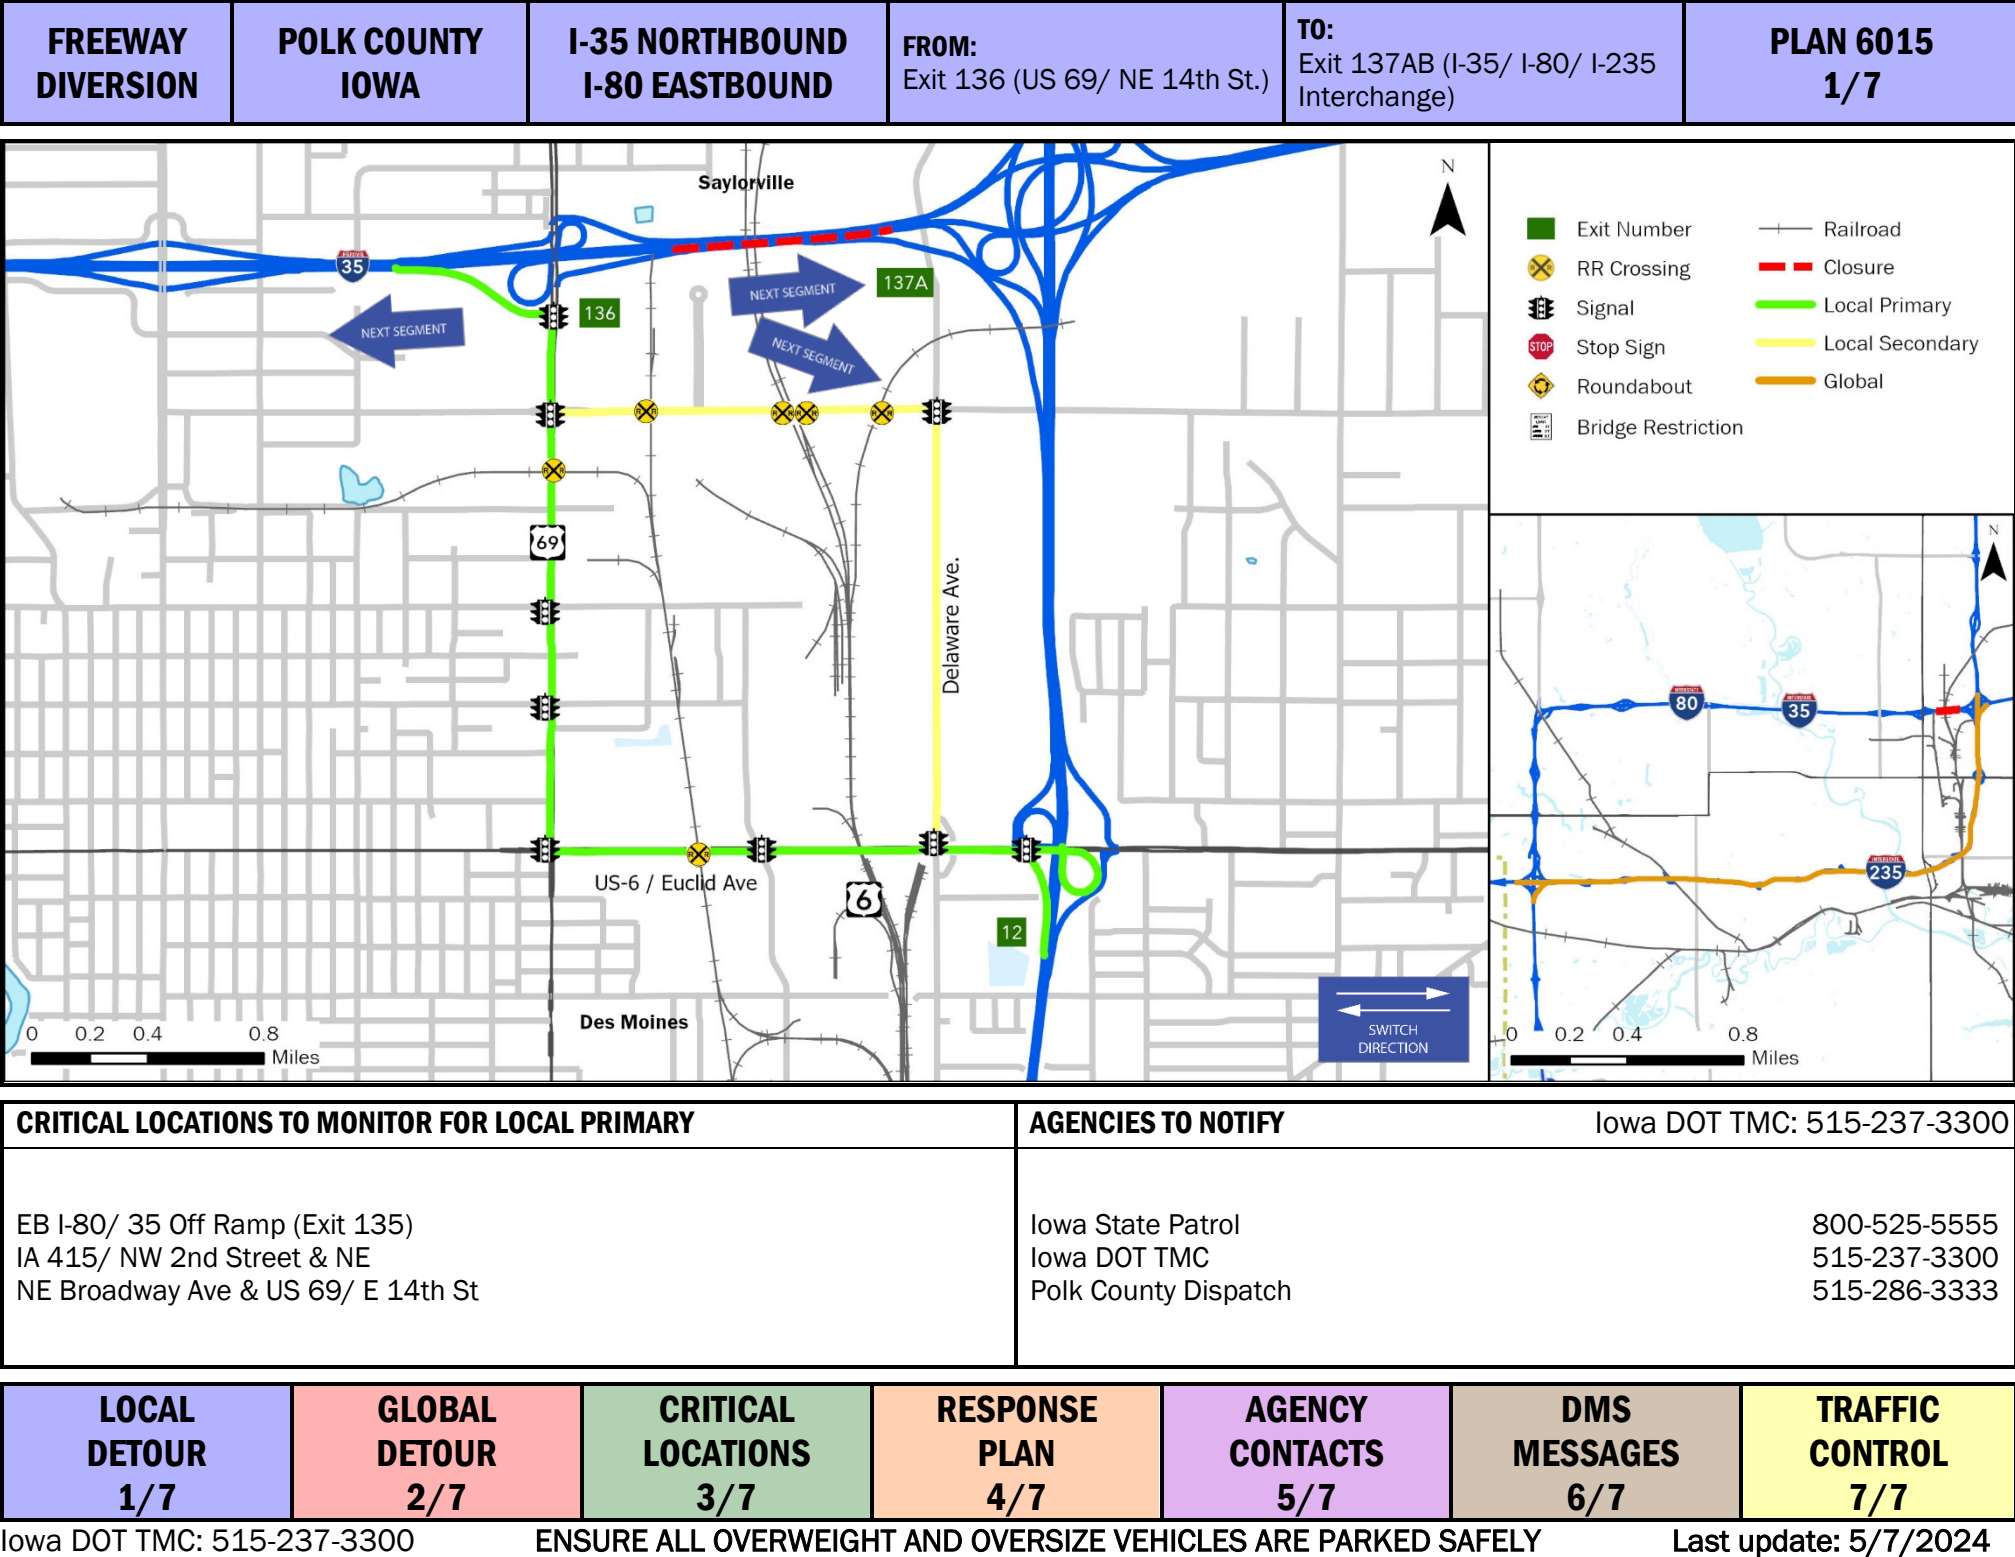 FREEWAY
DIVERSION
POLK COUNTY
IOWA
I-35 NORTHBOUND
I-80 EASTBOUND
FROM:
Exit 136 (US 69/ NE 14th St.)
TO:
Exit 137AB (I-35/ I-80/ I-235
Interchange)
PLAN 6015
1/7
Saylorville
N
35
136
137A
NEXT SEGMENT
NEXT SEGMENT
NEXT SEGMENT
69
Delaware Ave.
US-6 / Euclid Ave
6
12
Des Moines
0 0.2 0.4 0.8
Miles
SWITCH
DIRECTION
Exit Number
RR Crossing
Signal
STOP
Stop Sign
Roundabout
Bridge Restriction
Railroad
Closure
Local Primary
Local Secondary
Global
N
INTERSTATE
80
35
INTERSTATE
235
0 0.2 0.4 0.8
Miles
CRITICAL LOCATIONS TO MONITOR FOR LOCAL PRIMARY
EB I-80/ 35 Off Ramp (Exit 135)
IA 415/ NW 2nd Street & NE
NE Broadway Ave & US 69/ E 14th St
AGENCIES TO NOTIFY Iowa DOT TMC: 515-237-3300
Iowa State Patrol 800-525-5555
Iowa DOT TMC 515-237-3300
Polk County Dispatch 515-286-3333
LOCAL
DETOUR
1/7
GLOBAL
DETOUR
2/7
CRITICAL
LOCATIONS
3/7
RESPONSE
PLAN
4/7
AGENCY
CONTACTS
5/7
DMS
MESSAGES
6/7
TRAFFIC
CONTROL
7/7
Iowa DOT TMC: 515-237-3300 ENSURE ALL OVERWEIGHT AND OVERSIZE VEHICLES ARE PARKED SAFELY Last update: 5/7/2024